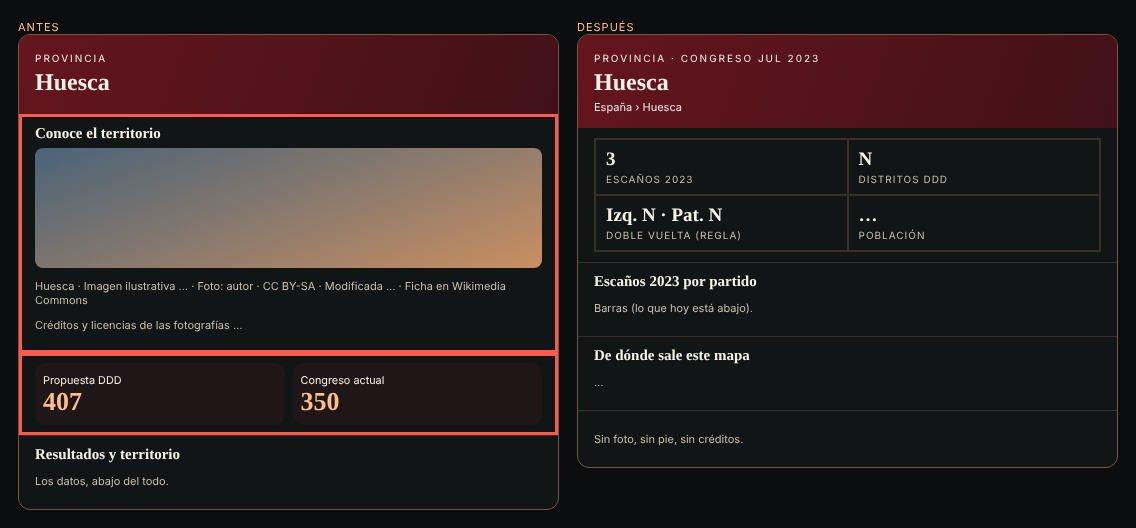 ANTES
PROVINCIA
Huesca
Conoce el territorio
Huesca · Imagen ilustrativa … · Foto: autor · CC BY-SA · Modificada … · Ficha en Wikimedia
Commons
Créditos y licencias de las fotografías …
Propuesta DDD
407
Congreso actual
350
Resultados y territorio
Los datos, abajo del todo.
DESPUÉS
PROVINCIA · CONGRESO JUL 2023
Huesca
España › Huesca
3
ESCAÑOS 2023
N
DISTRITOS DDD
Izq. N · Pat. N
DOBLE VUELTA (REGLA)
…
POBLACIÓN
Escaños 2023 por partido
Barras (lo que hoy está abajo).
De dónde sale este mapa
…
Sin foto, sin pie, sin créditos.